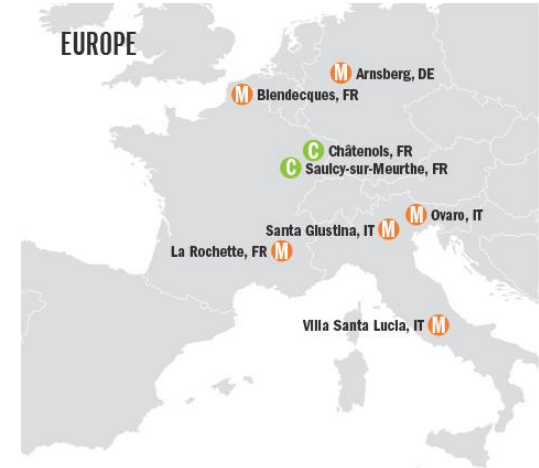 EUROPE
M Arnsberg, DE
M Blendecques, FR
C Châtenois, FR
C Saulcy-sur-Meurthe, FR
M Ovaro, IT
Santa Giustina, IT M
La Rochette, FR M
Villa Santa Lucia, IT M